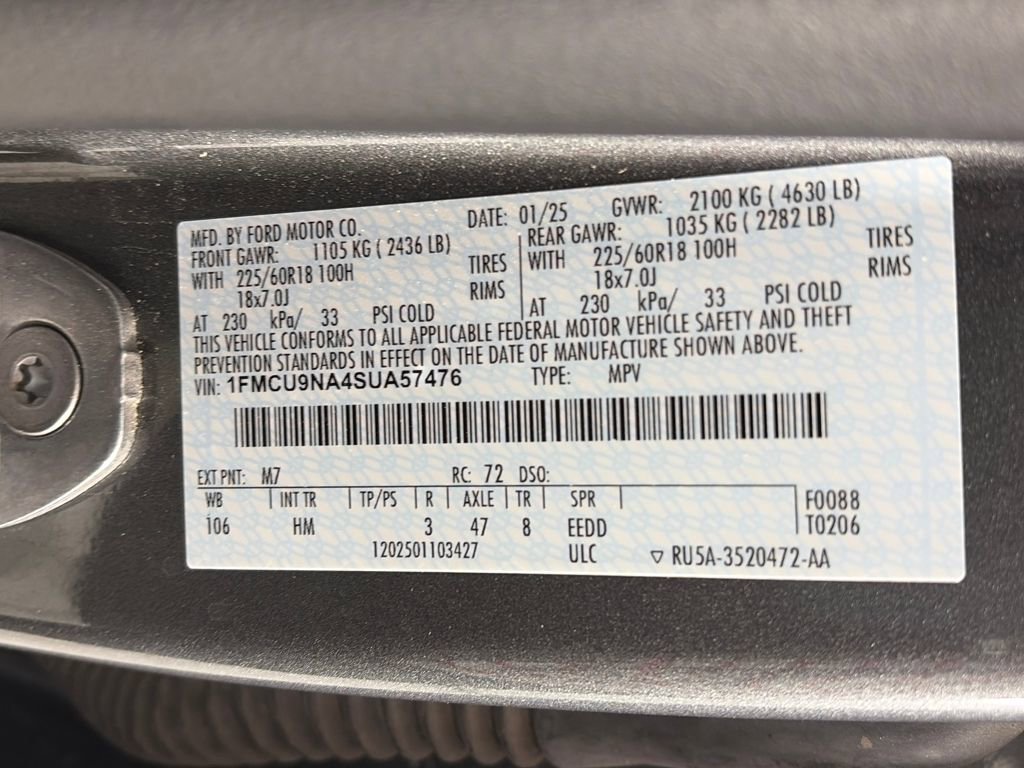 MFD. BY FORD MOTOR CO. DATE: 01/25 GVWR: 2100 KG ( 4630 LB)
FRONT GAWR: 1105 KG ( 2436 LB) REAR GAWR: 1035 KG ( 2282 LB)
WITH 225/60R18 100H TIRES WITH 225/60R18 100H TIRES
18x7.0J RIMS 18x7.0J RIMS
AT 230 kPa/ 33 PSI COLD AT 230 kPa/ 33 PSI COLD
THIS VEHICLE CONFORMS TO ALL APPLICABLE FEDERAL MOTOR VEHICLE SAFETY AND THEFT
PREVENTION STANDARDS IN EFFECT ON THE DATE OF MANUFACTURE SHOWN ABOVE.
VIN: 1FMCU9NA4SUA57476 TYPE: MPV
EXT PNT: M7 RC: 72 DSO:
WB INT TR TP/PS R AXLE TR SPR F0088
106 HM 3 47 8 EEDD T0206
1202501103427 ULC ▽ RU5A-3520472-AA